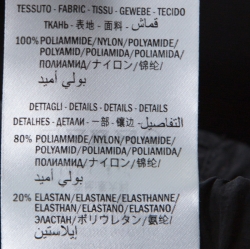 TESSUTO - FABRIC - TISSU - GEWEBE - TECIDO
ТКАНЬ - 表地 - 面料 - قماش
100% POLIAMMIDE/NYLON/POLYAMIDE/
POLYAMID/POLIAMIDA/POLIAMIDA/
ПОЛИАМИД/ナイロン/锦纶/
بولي أميد
DETTAGLI - DETAILS - DETAILS - DETAILS
DETALHES - ДЕТАЛИ - 一部 - 镶边 - التفاصيل
80% POLIAMMIDE/NYLON/POLYAMIDE/
POLYAMID/POLIAMIDA/POLIAMIDA/
ПОЛИАМИД/ナイロン/锦纶/
بولي أميد
20% ELASTAN/ELASTANE/ELASTHANNE/
ELASTHAN/ELASTANO/ELASTANO/
ЭЛАСТАН/ポリウレタン/氨纶/
إيلاستين